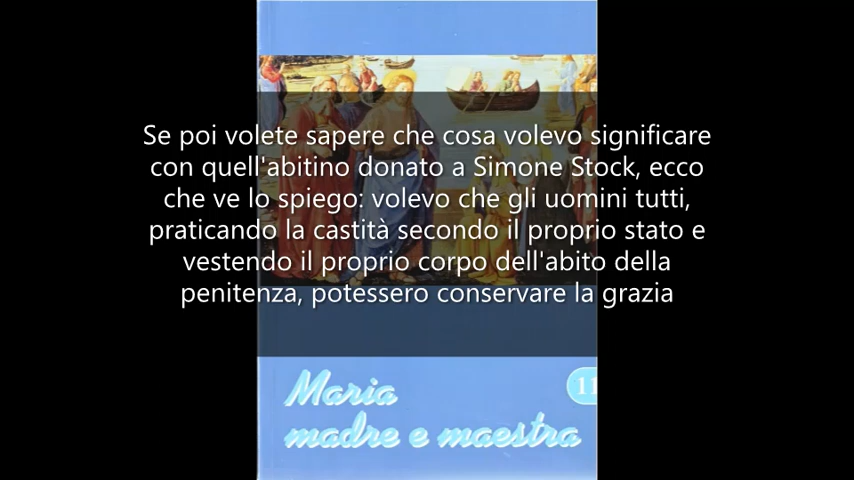 Se poi volete sapere che cosa volevo significare
con quell'abitino donato a Simone Stock, ecco
che ve lo spiego: volevo che gli uomini tutti,
praticando la castità secondo il proprio stato e
vestendo il proprio corpo dell'abito della
penitenza, potessero conservare la grazia
Maria
11
madre e maestra